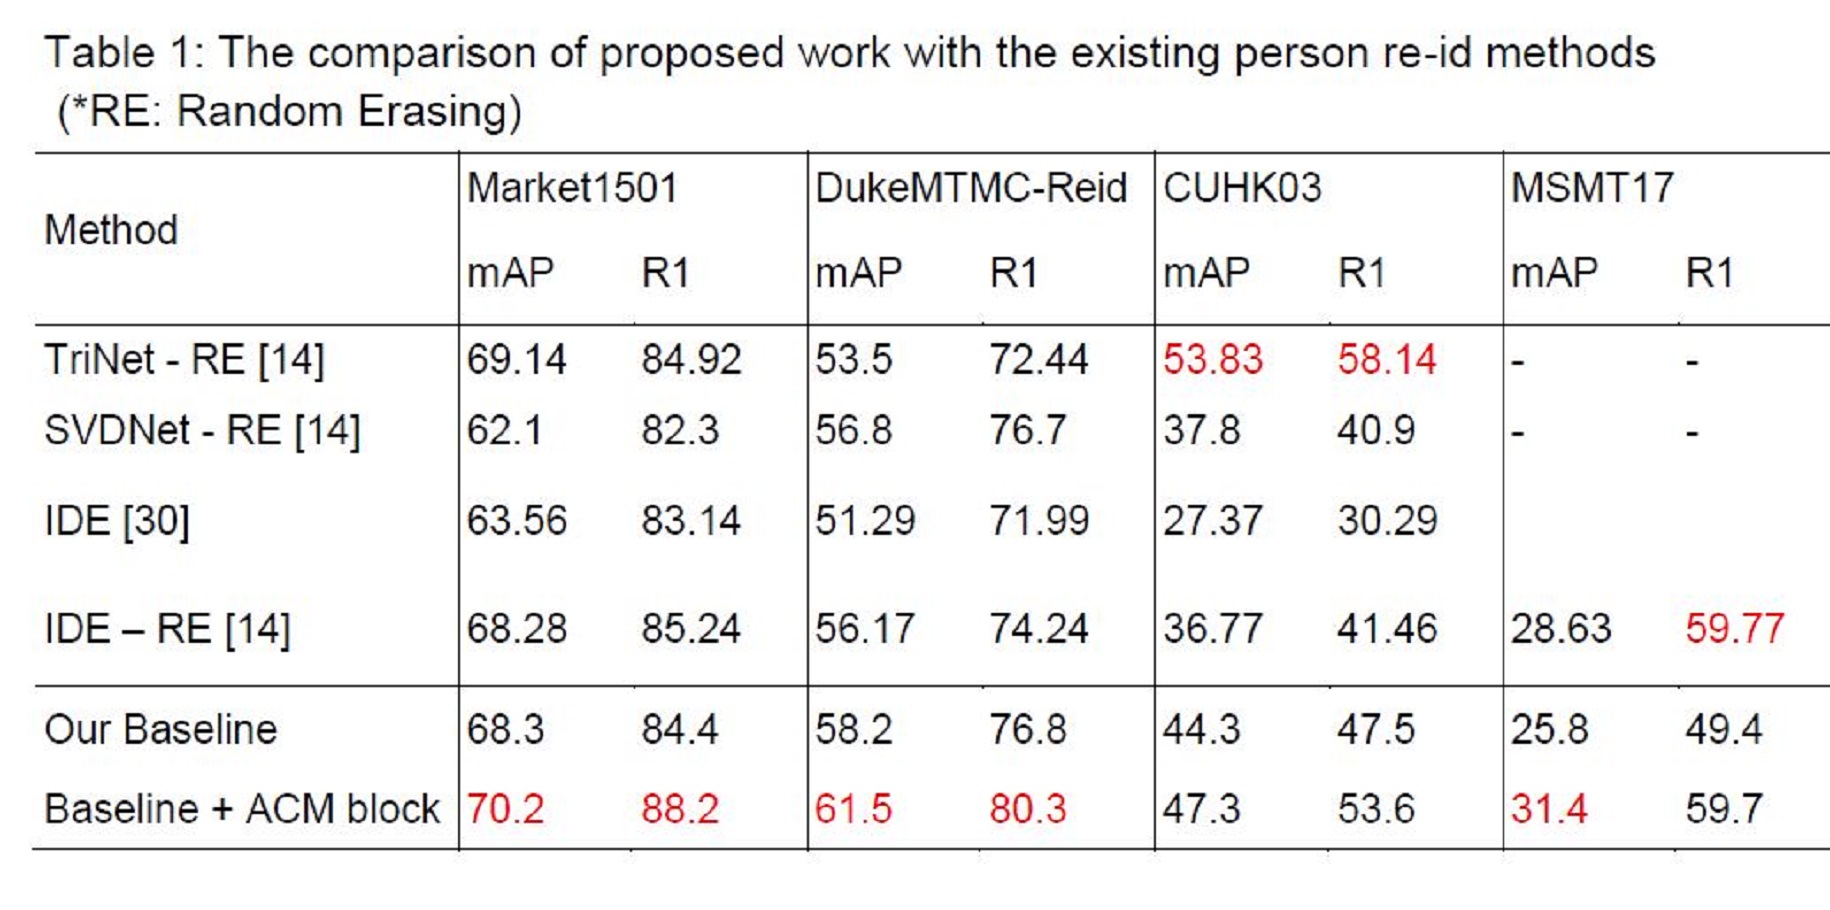 Table 1: The comparison of proposed work with the existing person re-id methods
(*RE: Random Erasing)
Method Market1501 DukeMTMC-Reid CUHK03 MSMT17
mAP R1 mAP R1 mAP R1 mAP R1
TriNet - RE [14] 69.14 84.92 53.5 72.44 53.83 58.14 - -
SVDNet - RE [14] 62.1 82.3 56.8 76.7 37.8 40.9 - -
IDE [30] 63.56 83.14 51.29 71.99 27.37 30.29
IDE – RE [14] 68.28 85.24 56.17 74.24 36.77 41.46 28.63 59.77
Our Baseline 68.3 84.4 58.2 76.8 44.3 47.5 25.8 49.4
Baseline + ACM block 70.2 88.2 61.5 80.3 47.3 53.6 31.4 59.7